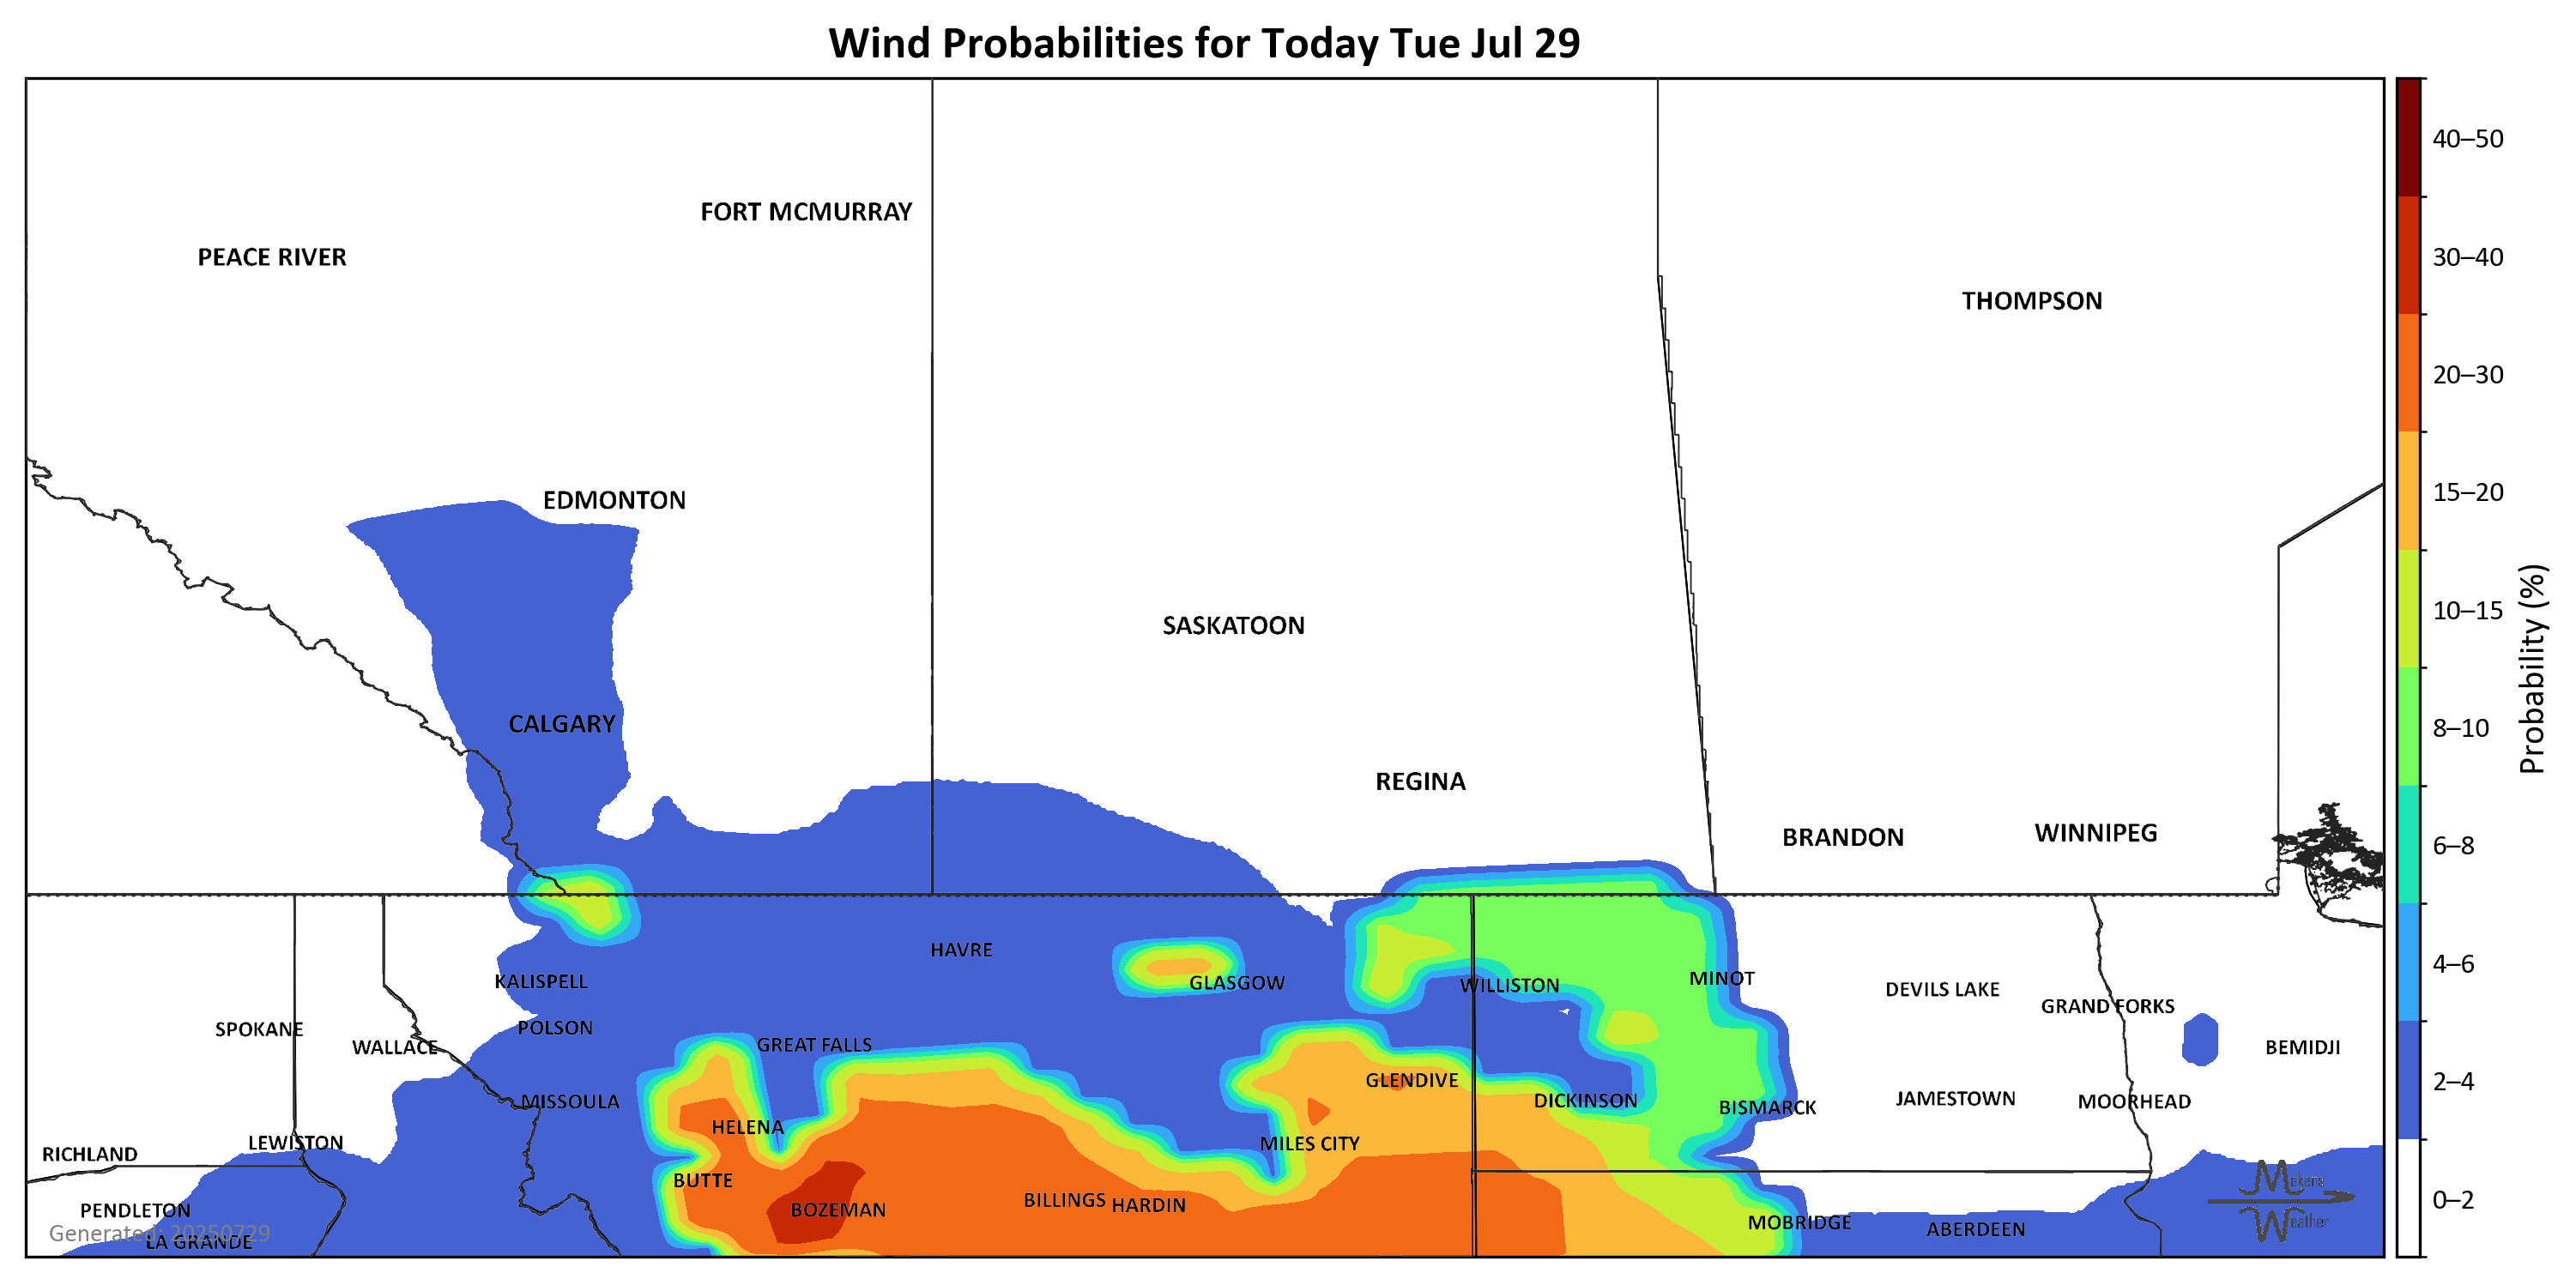 Wind Probabilities for Today Tue Jul 29
FORT MCMURRAY
PEACE RIVER
THOMPSON
EDMONTON
SASKATOON
CALGARY
REGINA
BRANDON
WINNIPEG
HAVRE
KALISPELL
GLASGOW
WILLISTON
MINOT
DEVILS LAKE
GRAND FORKS
SPOKANE
POLSON
WALLACE
GREAT FALLS
BEMIDJI
GLENDIVE
MISSOULA
DICKINSON
BISMARCK
JAMESTOWN
MOORHEAD
HELENA
LEWISTON
MILES CITY
RICHLAND
BUTTE
PENDLETON
BOZEMAN
BILLINGS
HARDIN
MOBRIDGE
ABERDEEN
Generated: 20250729
LA GRANDE
Mokena
Weather
40–50
30–40
20–30
15–20
10–15
8–10
6–8
4–6
2–4
0–2
Probability (%)